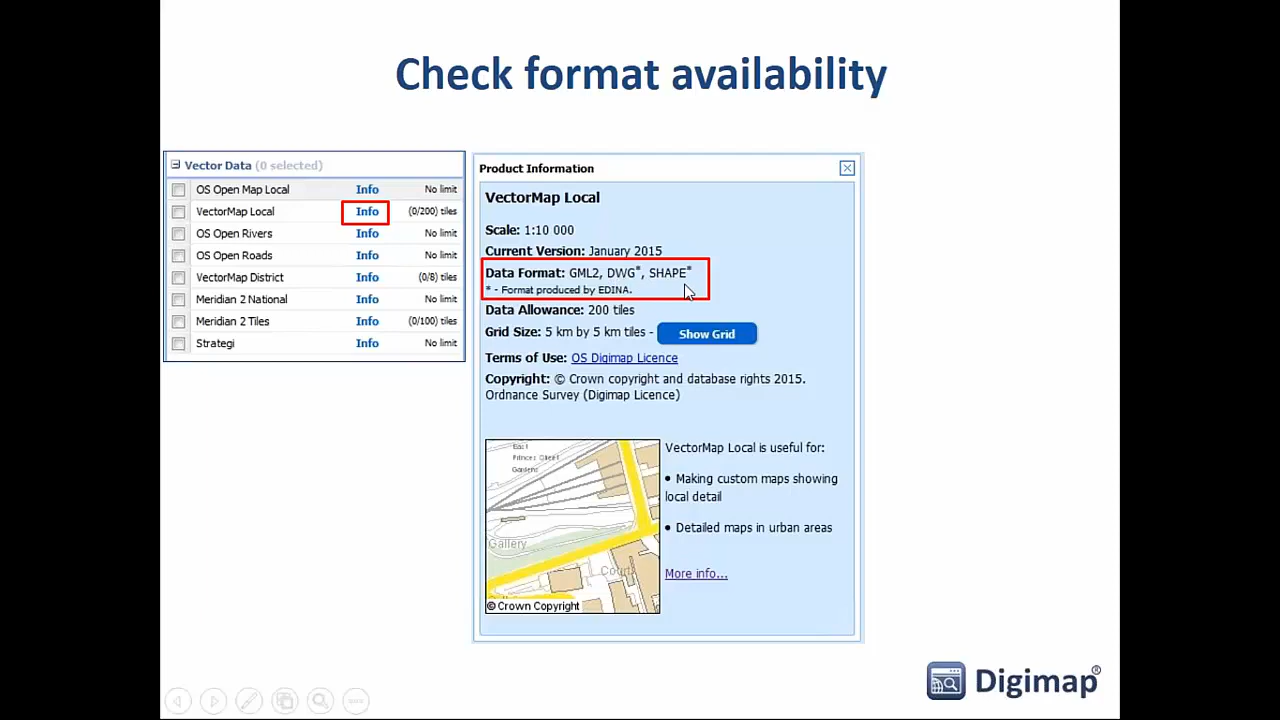 Check format availability
Vector Data (0 selected)
OS Open Map Local Info No limit
VectorMap Local Info (0/200) tiles
OS Open Rivers Info No limit
OS Open Roads Info No limit
VectorMap District Info (0/8) tiles
Meridian 2 National Info No limit
Meridian 2 Tiles Info (0/100) tiles
Strategi Info No limit
Product Information
VectorMap Local
Scale: 1:10 000
Current Version: January 2015
Data Format: GML2, DWG*, SHAPE*
* - Format produced by EDINA.
Data Allowance: 200 tiles
Grid Size: 5 km by 5 km tiles - Show Grid
Terms of Use: OS Digimap Licence
Copyright: © Crown copyright and database rights 2015.
Ordnance Survey (Digimap Licence)
East
Princes Street
Gardens
Gallery
© Crown Copyright
VectorMap Local is useful for:
• Making custom maps showing
local detail
• Detailed maps in urban areas
More info...
Digimap®